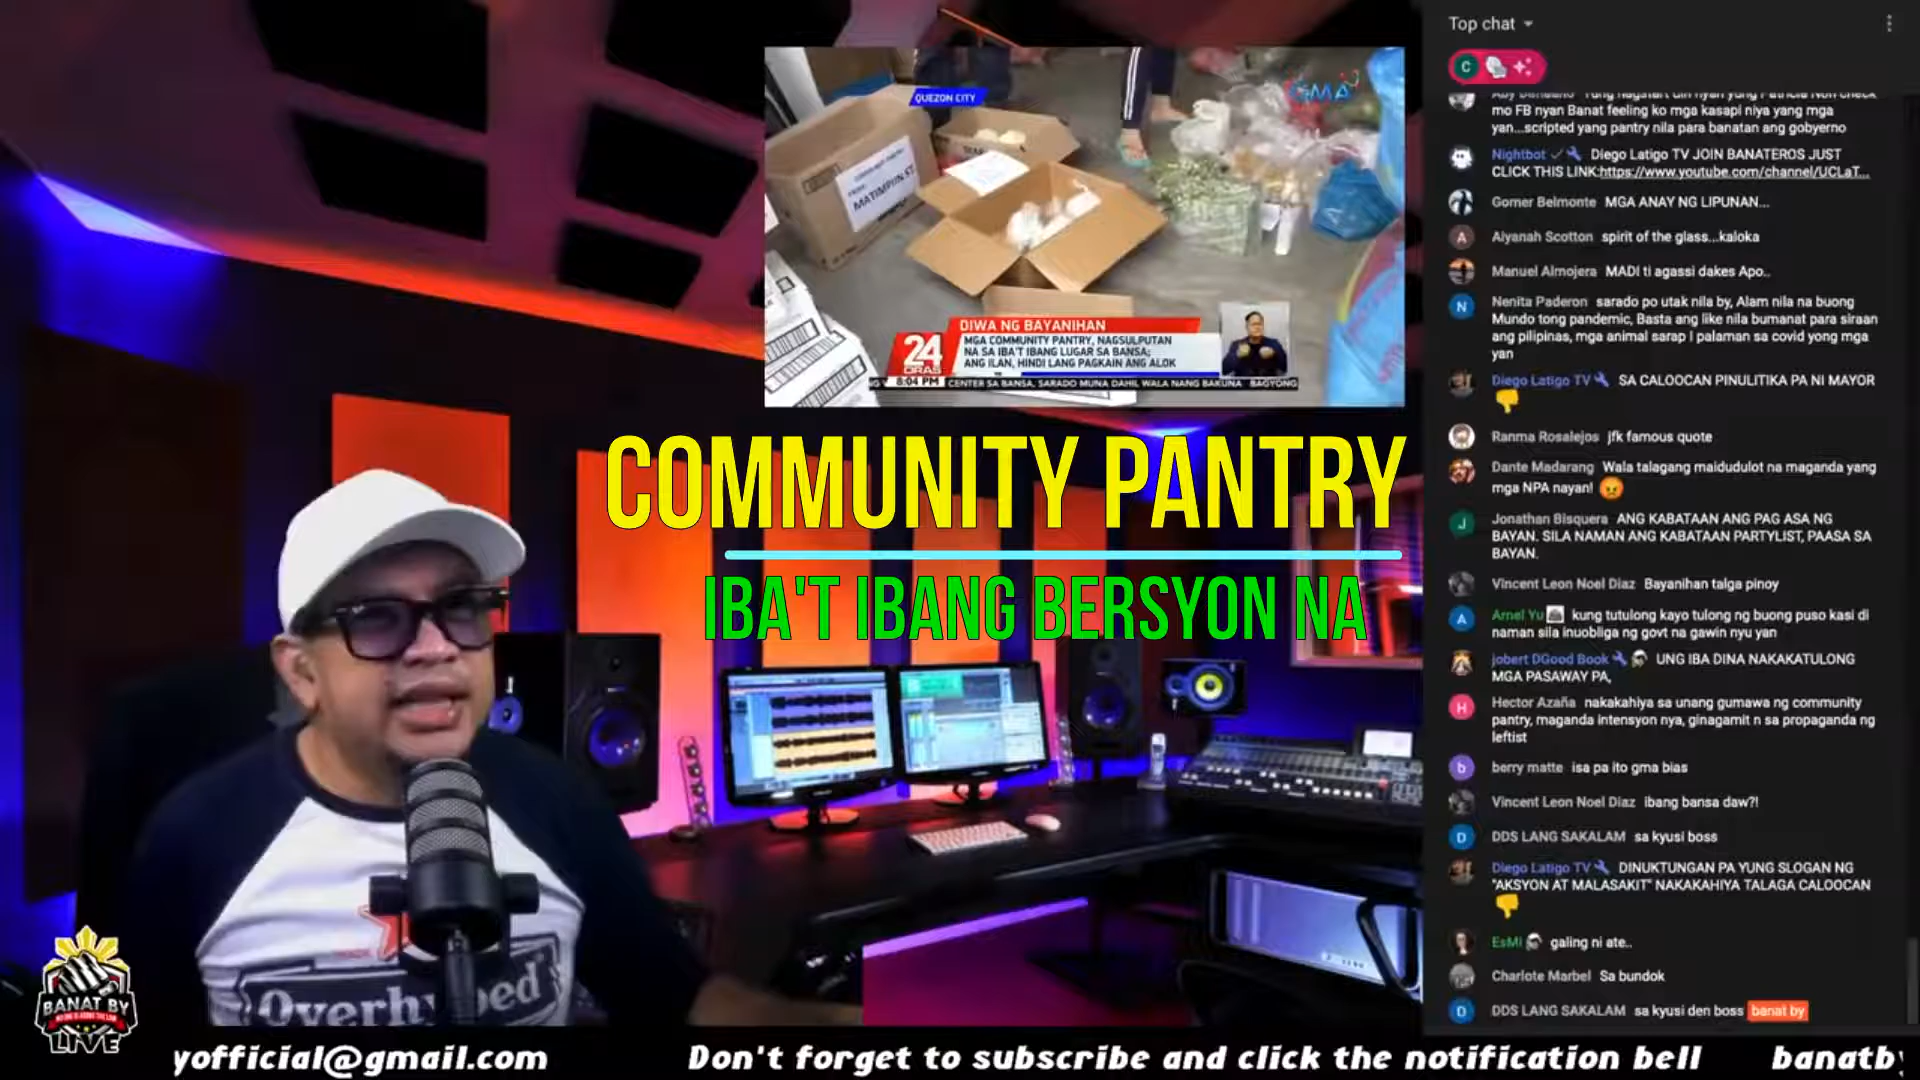 QUEZON CITY
GMA
MATIMPIIN ST
DIWA NG BAYANIHAN
24
ORAS
MGA COMMUNITY PANTRY, NAGSULPUTAN
NA SA IBA'T IBANG LUGAR SA BANSA;
ANG ILAN, HINDI LANG PAGKAIN ANG ALOK
8:04 PM
CENTER SA BANSA, SARADO MUNA DAHIL WALA NANG BAKUNA
BAGYONG
COMMUNITY PANTRY
IBA'T IBANG BERSYON NA
BANAT BY
LIVE
yofficial@gmail.com
Don't forget to subscribe and click the notification bell
banatby
Top chat
C
mo FB nyan Banat feeling ko mga kasapi niya yang mga
yan...scripted yang pantry nila para banatan ang gobyerno
Nightbot Diego Latigo TV JOIN BANATEROS JUST
CLICK THIS LINK:https://www.youtube.com/channel/UCLaT...
Gomer Belmonte MGA ANAY NG LIPUNAN...
A Aiyanah Scotton spirit of the glass...kaloka
Manuel Almojera MADI ti agassi dakes Apo..
N Nenita Paderon sarado po utak nila by, Alam nila na buong
Mundo tong pandemic, Basta ang like nila bumanat para siraan
ang pilipinas, mga animal sarap I palaman sa covid yong mga
yan
Diego Latigo TV SA CALOOCAN PINULITIKA PA NI MAYOR
👎
Ranma Rosalejos jfk famous quote
Dante Madarang Wala talagang maidudulot na maganda yang
mga NPA nayan! 😡
J Jonathan Bisquera ANG KABATAAN ANG PAG ASA NG
BAYAN. SILA NAMAN ANG KABATAAN PARTYLIST, PAASA SA
BAYAN.
Vincent Leon Noel Diaz Bayanihan talga pinoy
A Arnel Yu kung tutulong kayo tulong ng buong puso kasi di
naman sila inuobliga ng govt na gawin nyu yan
jobert DGood Book UNG IBA DINA NAKAKATULONG
MGA PASAWAY PA,
H Hector Azaña nakakahiya sa unang gumawa ng community
pantry, maganda intensyon nya, ginagamit n sa propaganda ng
leftist
b berry matte isa pa ito gma bias
Vincent Leon Noel Diaz ibang bansa daw?!
D DDS LANG SAKALAM sa kyusi boss
Diego Latigo TV DINUKTUNGAN PA YUNG SLOGAN NG
"AKSYON AT MALASAKIT" NAKAKAHIYA TALAGA CALOOCAN
👎
EsMi galing ni ate..
Charlote Marbel Sa bundok
D DDS LANG SAKALAM sa kyusi den boss banat by